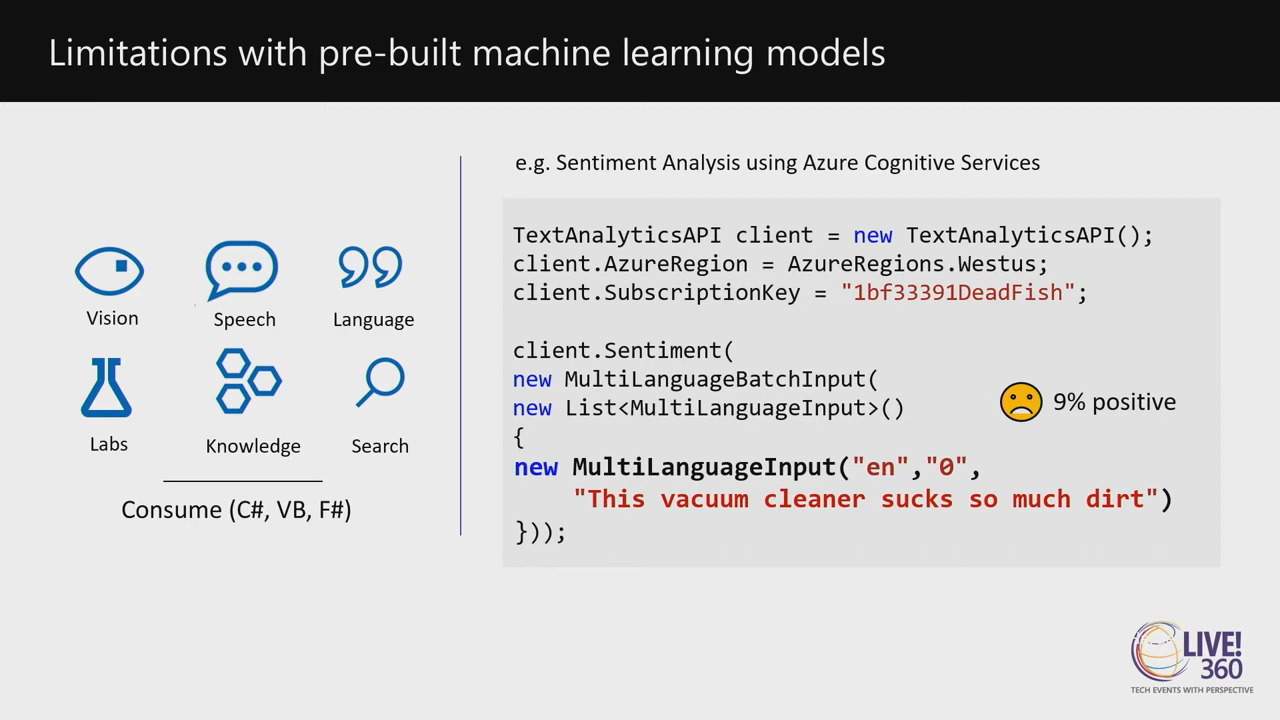 Limitations with pre-built machine learning models
Vision
Speech
Language
Labs
Knowledge
Search
Consume (C#, VB, F#)
e.g. Sentiment Analysis using Azure Cognitive Services
TextAnalyticsAPI client = new TextAnalyticsAPI();
client.AzureRegion = AzureRegions.Westus;
client.SubscriptionKey = "1bf33391DeadFish";
client.Sentiment(
new MultiLanguageBatchInput(
new List<MultiLanguageInput>()
{
new MultiLanguageInput("en","0",
"This vacuum cleaner sucks so much dirt")
}));
9% positive
LIVE!
360
TECH EVENTS WITH PERSPECTIVE